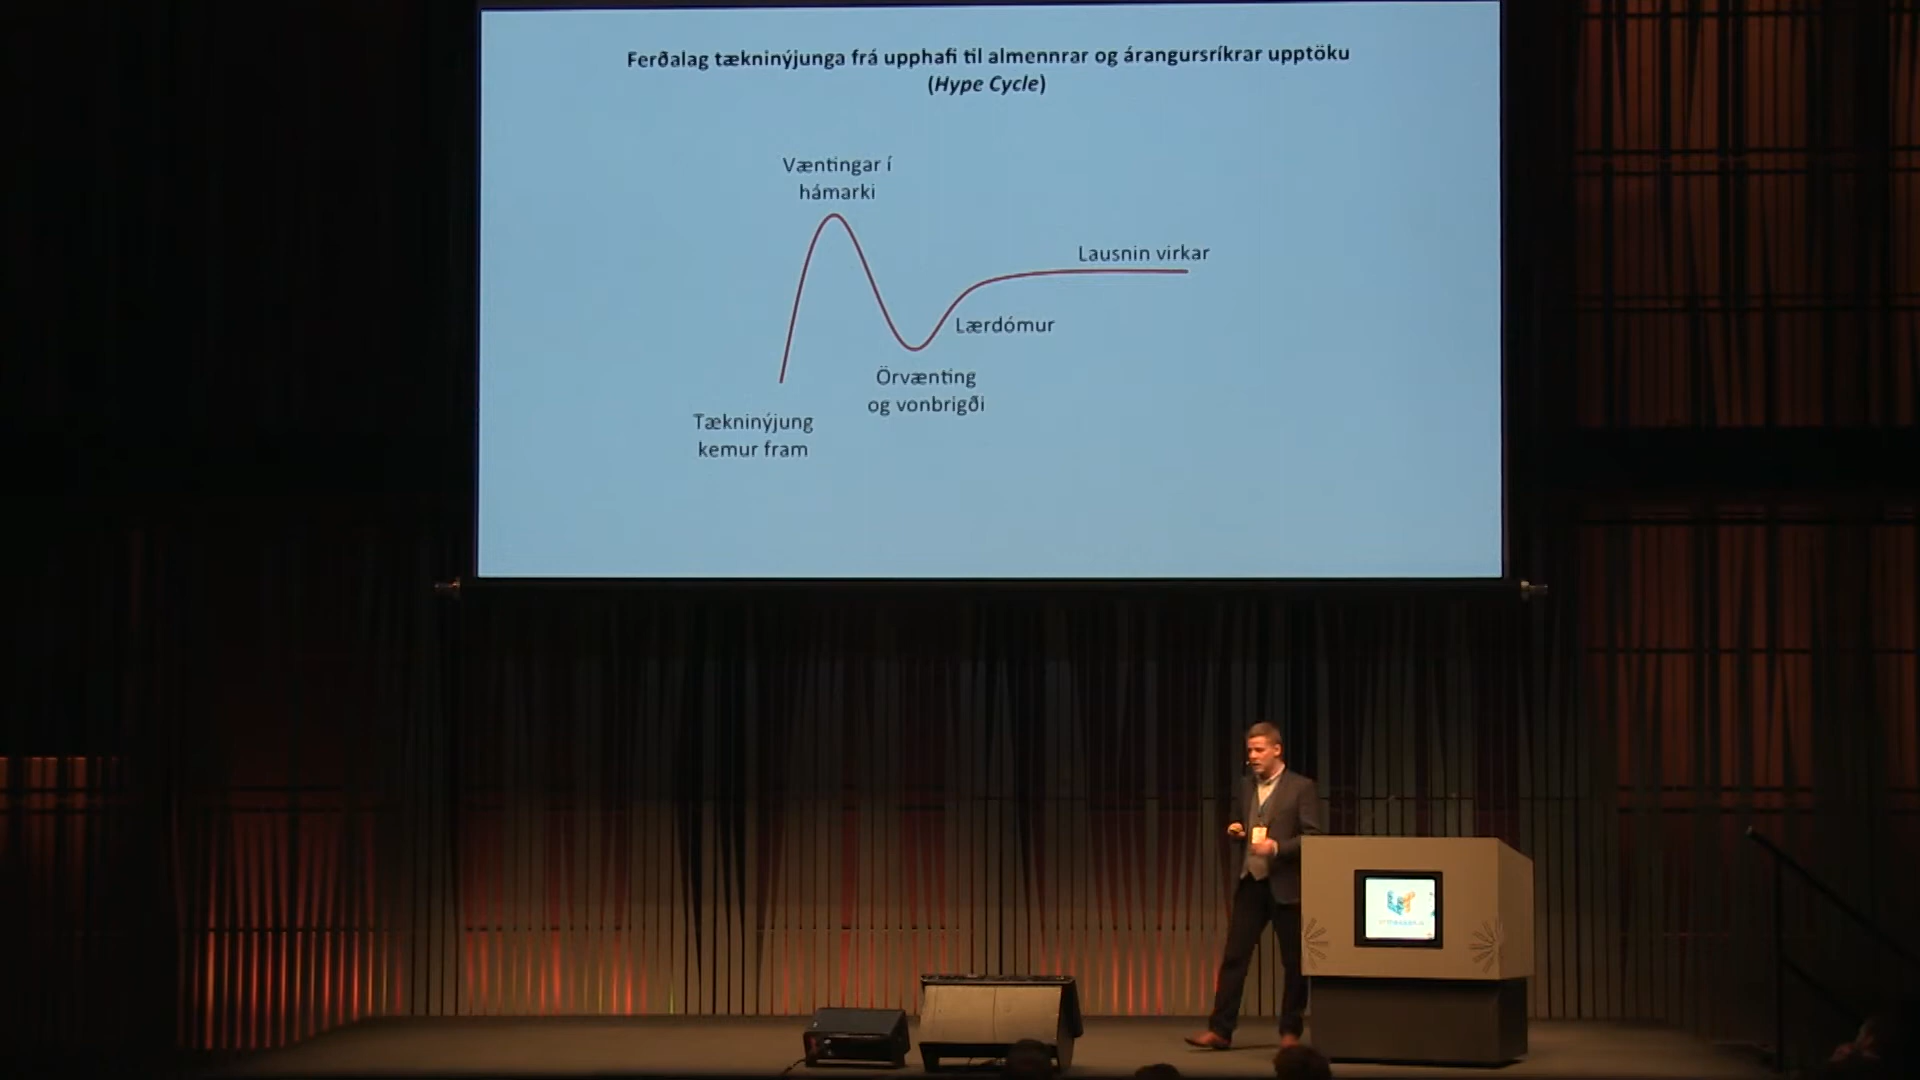 Ferðalag tækninýjunga frá upphafi til almennrar og árangursríkrar upptöku
(Hype Cycle)
Væntingar í
hámarki
Lausnin virkar
Lærdómur
Örvænting
og vonbrigði
Tækninýjung
kemur fram